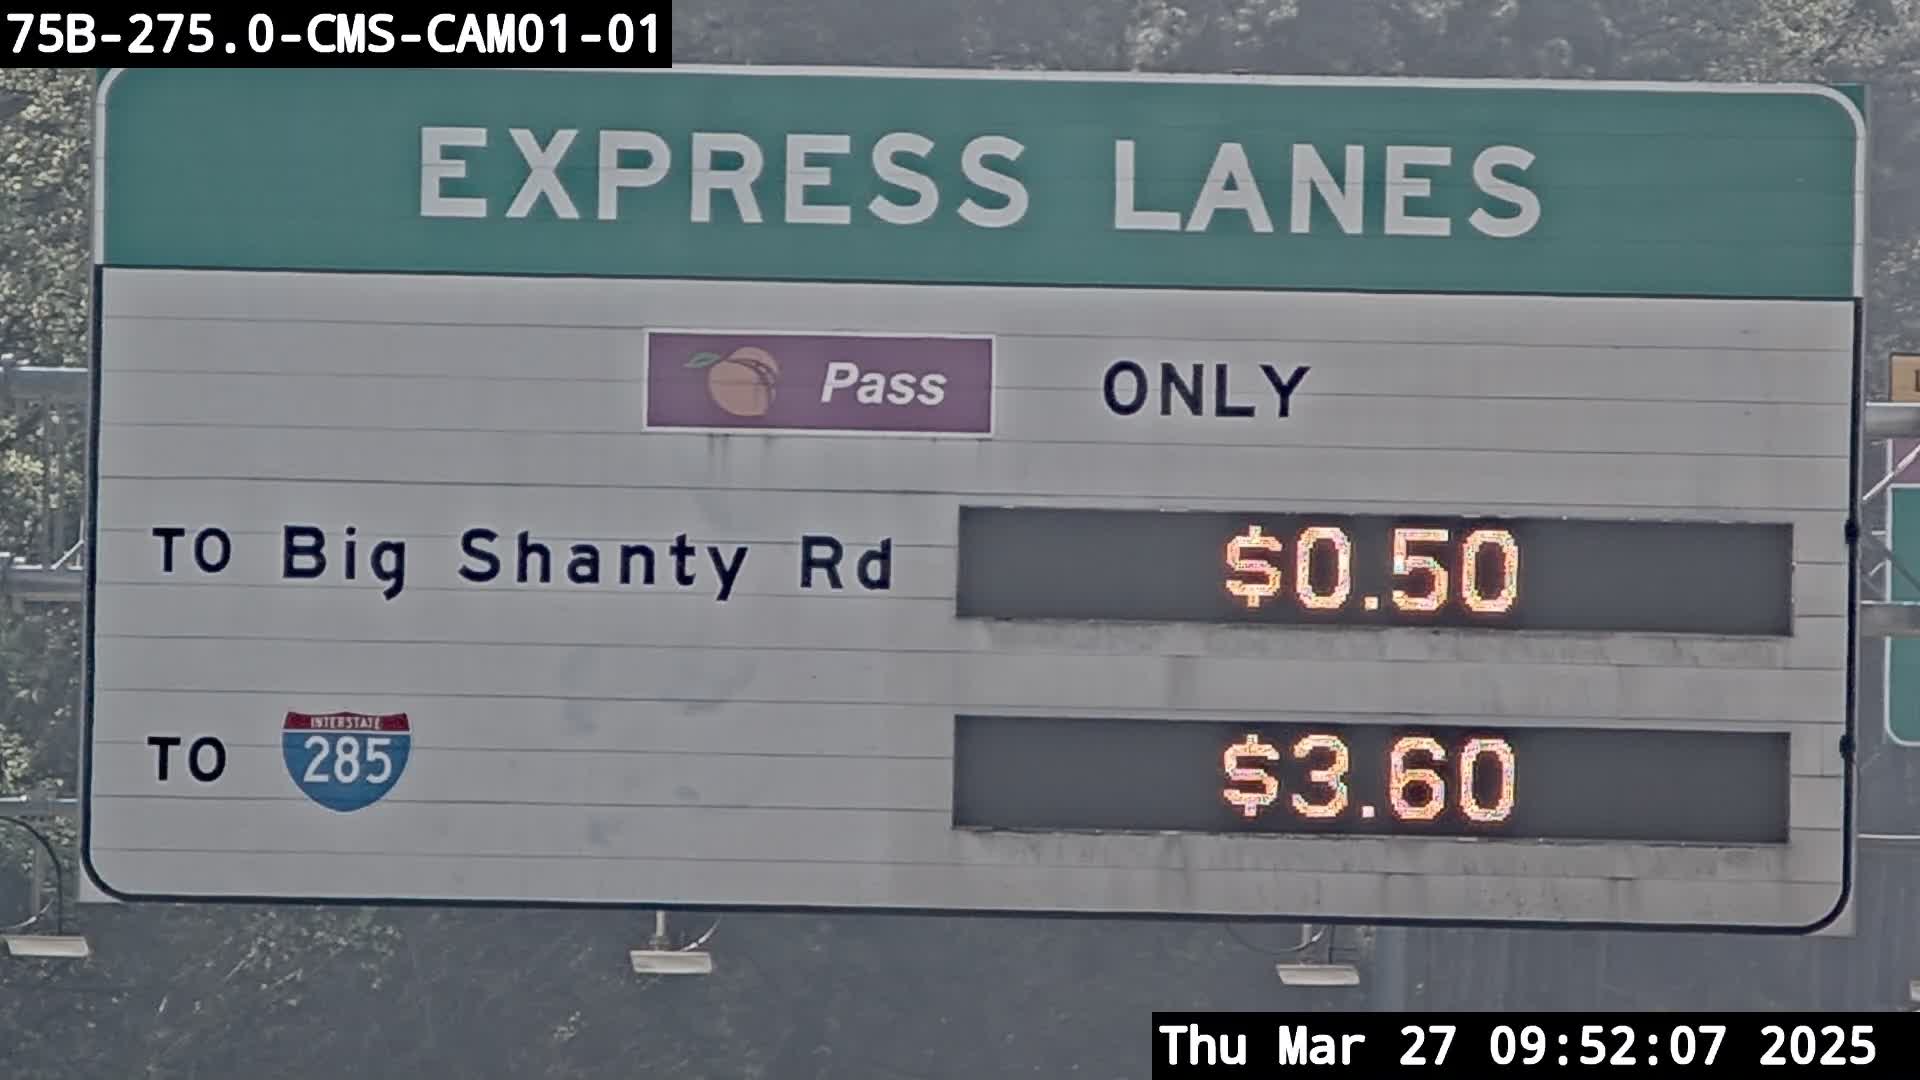 75B-275.0-CMS-CAM01-01
EXPRESS LANES
Pass ONLY
TO Big Shanty Rd $0.50
TO INTERSTATE 285 $3.60
Thu Mar 27 09:52:07 2025